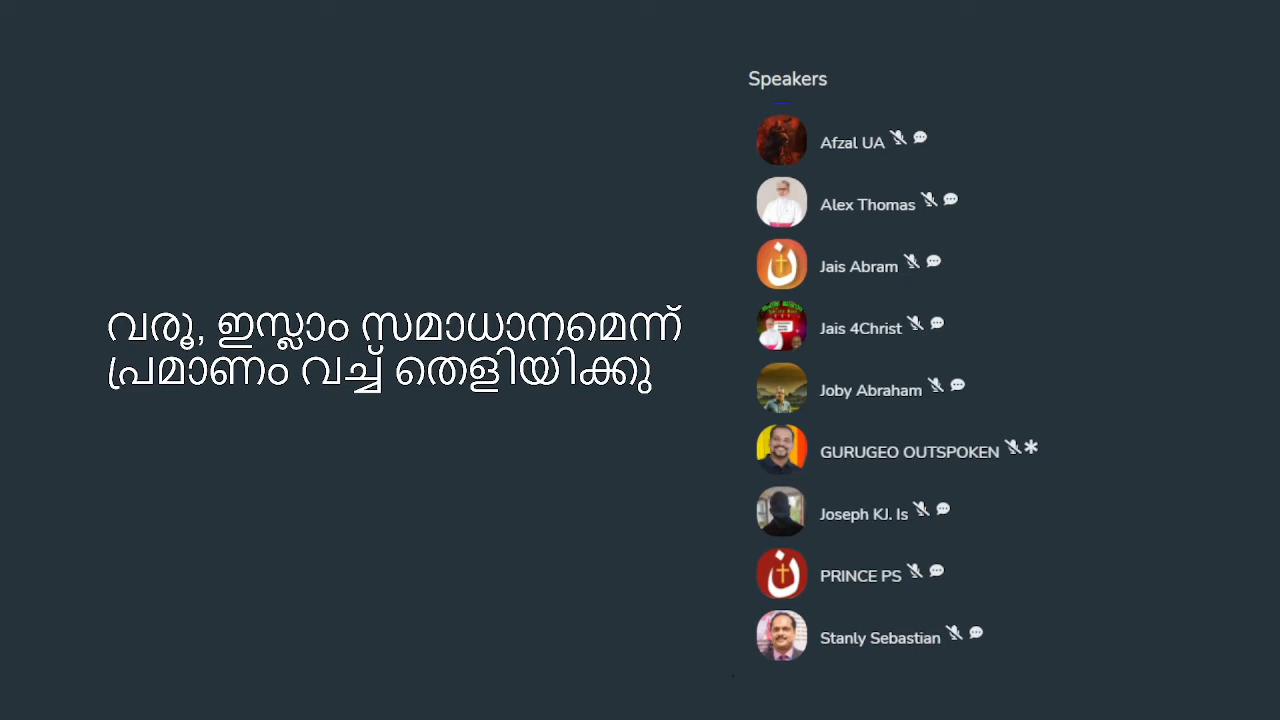 വരൂ, ഇസ്ലാം സമാധാനമെന്ന്
പ്രമാണം വച്ച് തെളിയിക്കു
Speakers
Afzal UA
Alex Thomas
Jais Abram
Jais 4Christ
Joby Abraham
GURUGEO OUTSPOKEN
Joseph KJ. Is
PRINCE PS
Stanly Sebastian